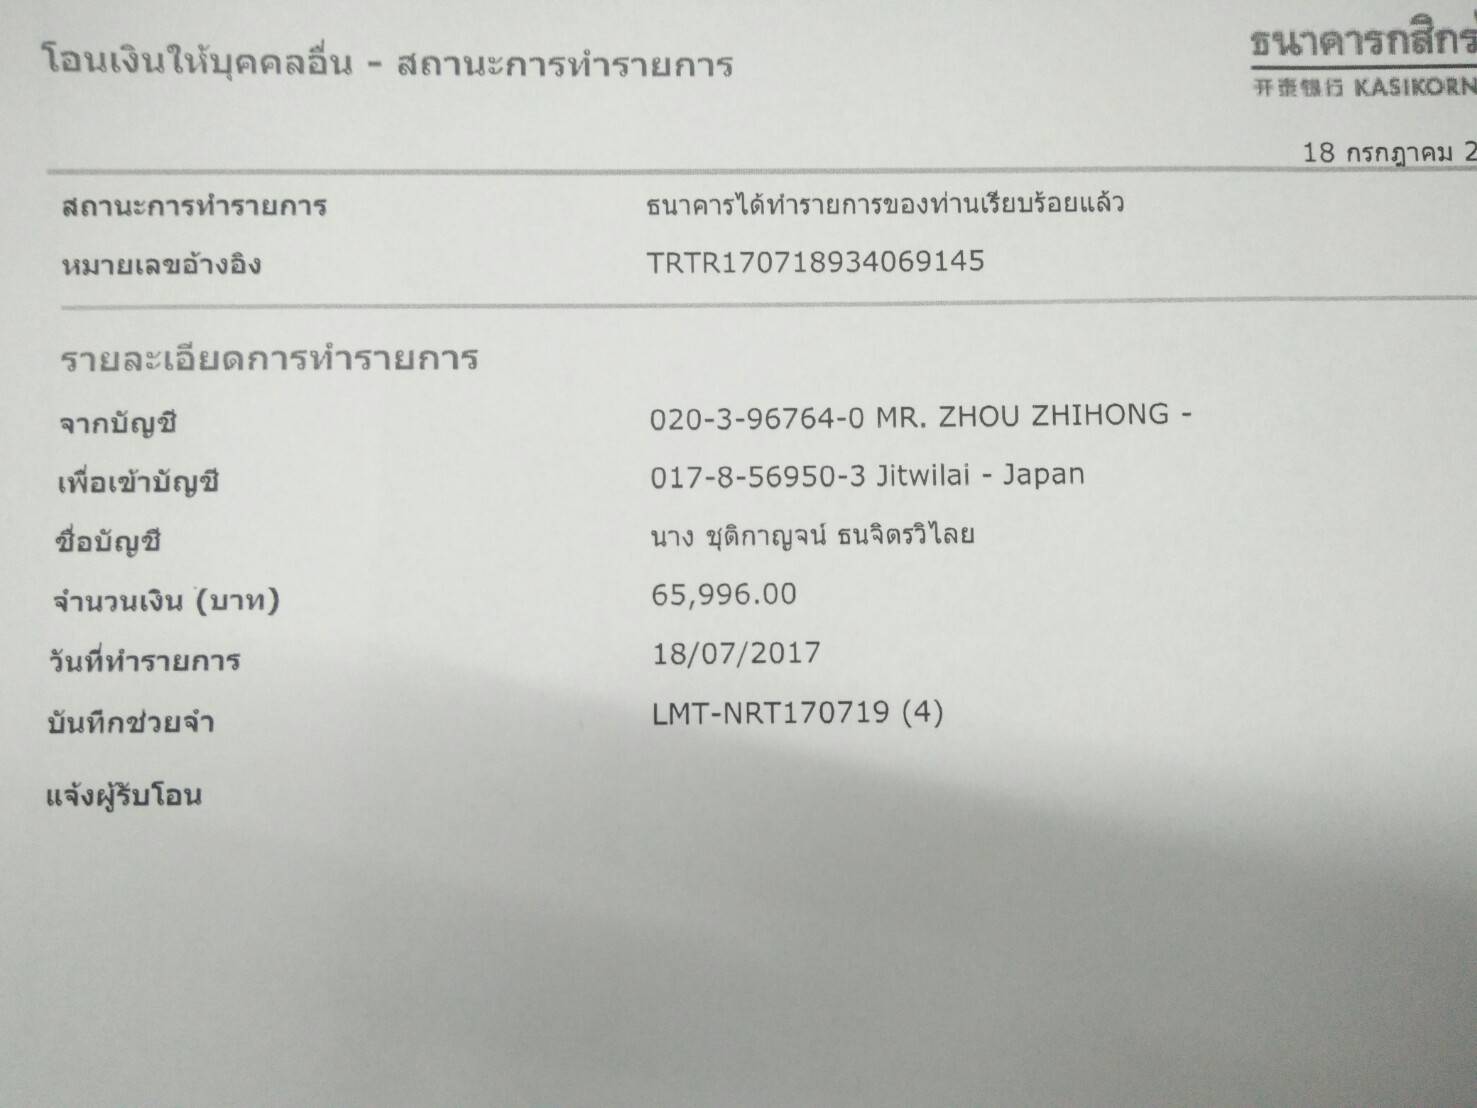 โอนเงินให้บุคคลอื่น - สถานะการทำรายการ
ธนาคารกสิกร
开泰银行 KASIKORN
18 กรกฎาคม 2
สถานะการทำรายการ ธนาคารได้ทำรายการของท่านเรียบร้อยแล้ว
หมายเลขอ้างอิง TRTR170718934069145
รายละเอียดการทำรายการ
จากบัญชี 020-3-96764-0 MR. ZHOU ZHIHONG -
เพื่อเข้าบัญชี 017-8-56950-3 Jitwilai - Japan
ชื่อบัญชี นาง ชุติกาญจน์ ธนจิตรวิไลย
จำนวนเงิน (บาท) 65,996.00
วันที่ทำรายการ 18/07/2017
บันทึกช่วยจำ LMT-NRT170719 (4)
แจ้งผู้รับโอน